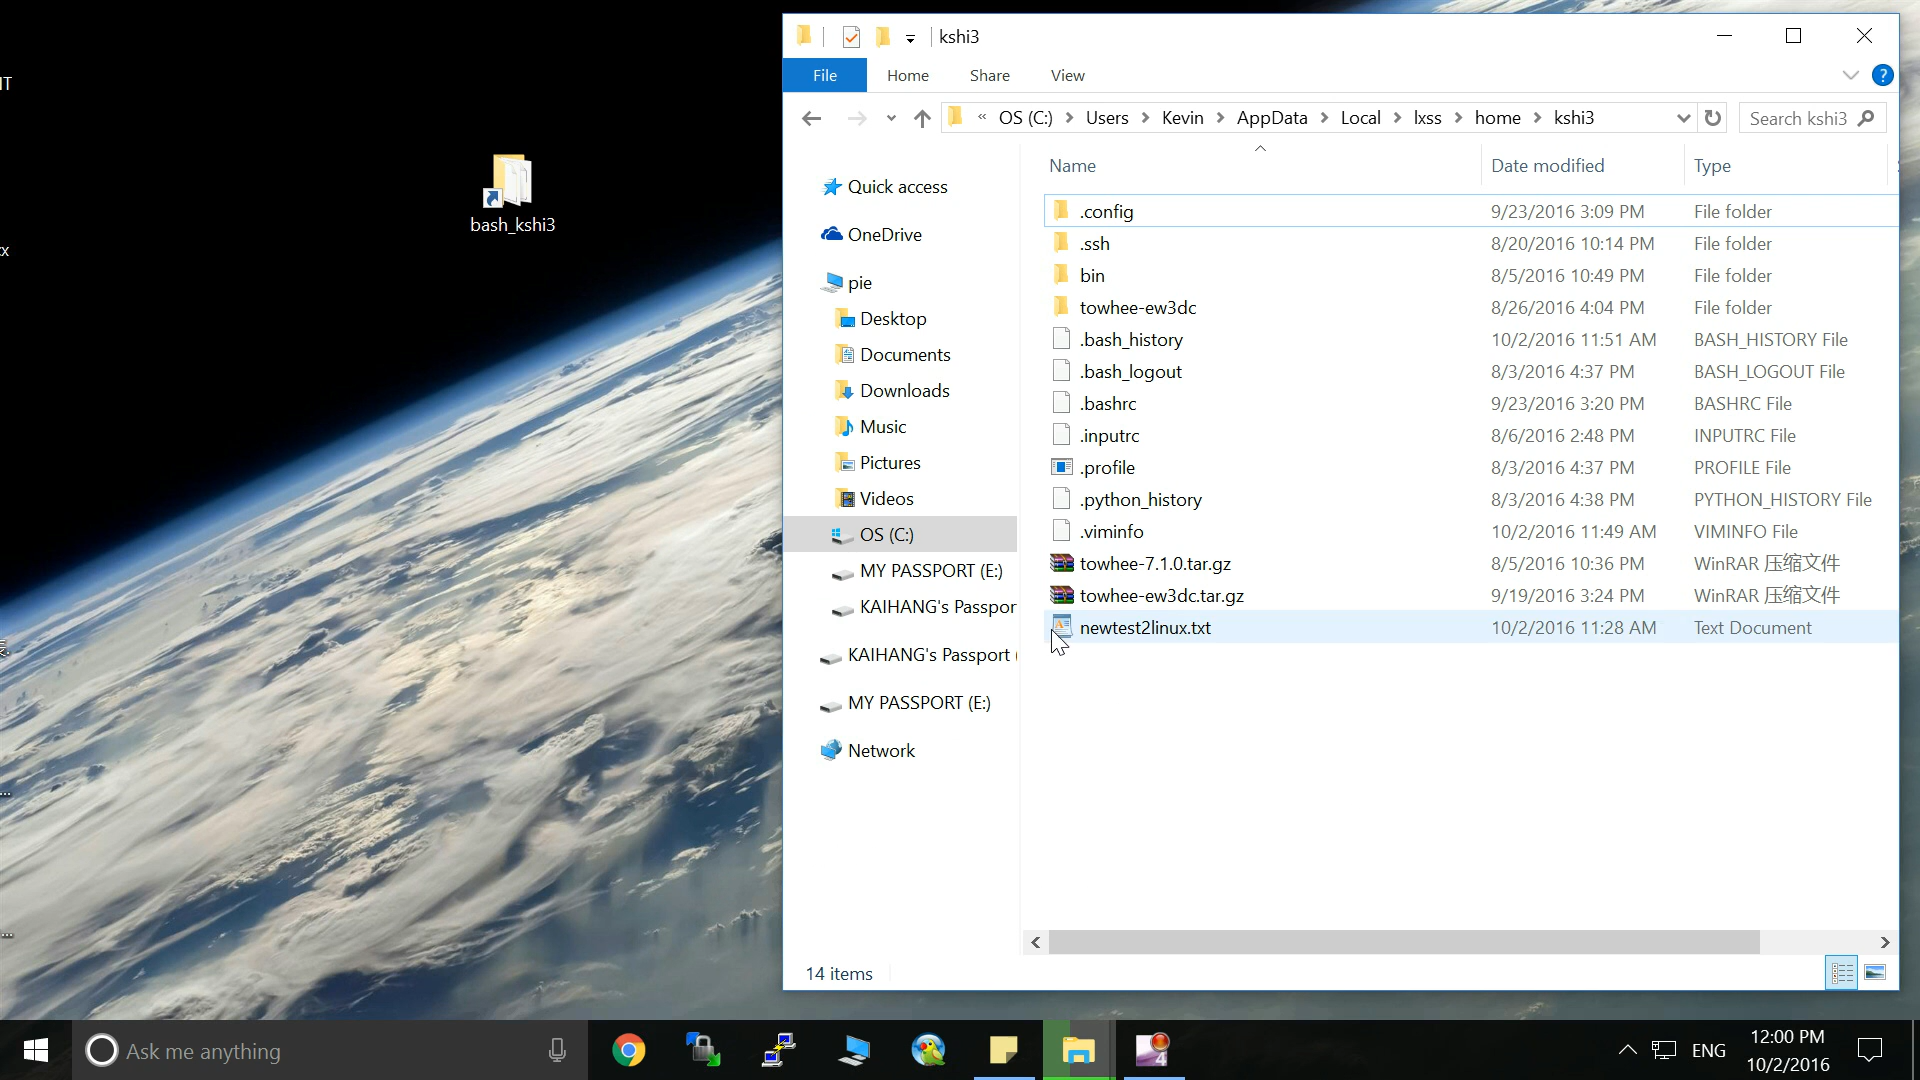 IT
bash_kshi3
kshi3
File Home Share View
« OS (C:) > Users > Kevin > AppData > Local > lxss > home > kshi3
Search kshi3
Quick access
OneDrive
pie
Desktop
Documents
Downloads
Music
Pictures
Videos
OS (C:)
MY PASSPORT (E:)
KAIHANG's Passpor
KAIHANG's Passport (
MY PASSPORT (E:)
Network
Name Date modified Type
.config 9/23/2016 3:09 PM File folder
.ssh 8/20/2016 10:14 PM File folder
bin 8/5/2016 10:49 PM File folder
towhee-ew3dc 8/26/2016 4:04 PM File folder
.bash_history 10/2/2016 11:51 AM BASH_HISTORY File
.bash_logout 8/3/2016 4:37 PM BASH_LOGOUT File
.bashrc 9/23/2016 3:20 PM BASHRC File
.inputrc 8/6/2016 2:48 PM INPUTRC File
.profile 8/3/2016 4:37 PM PROFILE File
.python_history 8/3/2016 4:38 PM PYTHON_HISTORY File
.viminfo 10/2/2016 11:49 AM VIMINFO File
towhee-7.1.0.tar.gz 8/5/2016 10:36 PM WinRAR 压缩文件
towhee-ew3dc.tar.gz 9/19/2016 3:24 PM WinRAR 压缩文件
newtest2linux.txt 10/2/2016 11:28 AM Text Document
14 items
Ask me anything
ENG
12:00 PM
10/2/2016